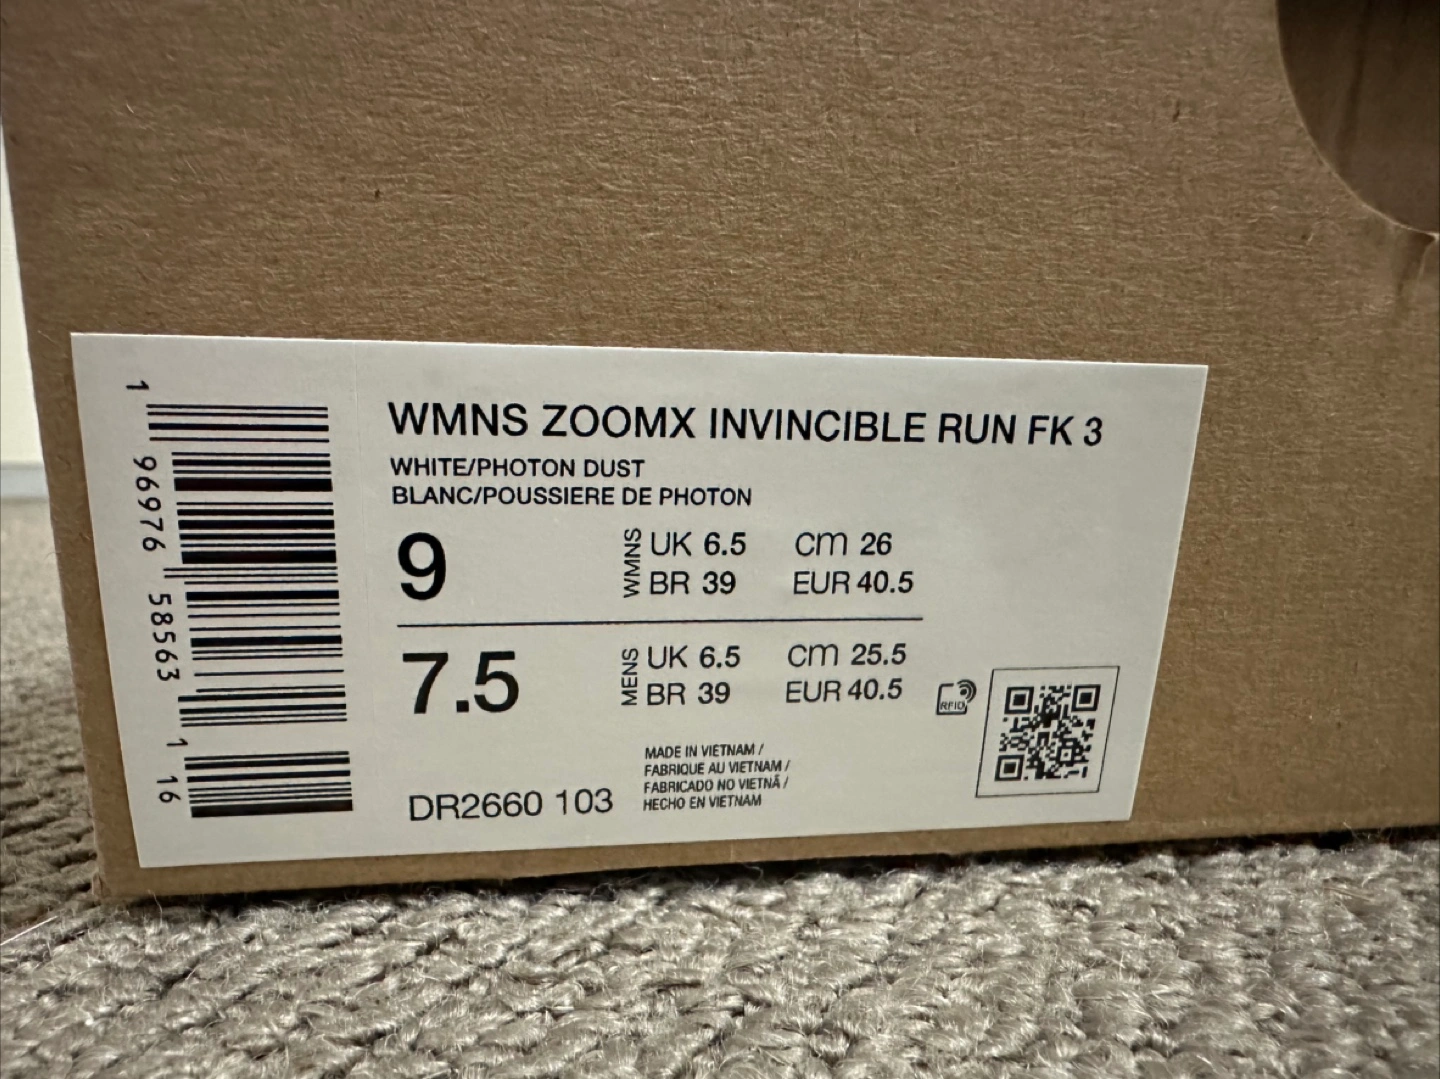 WMNS ZOOMX INVINCIBLE RUN FK 3
WHITE/PHOTON DUST
BLANC/POUSSIERE DE PHOTON
9
WMNS
UK 6.5 cm 26
BR 39 EUR 40.5
7.5
MENS
UK 6.5 cm 25.5
BR 39 EUR 40.5
RFID
DR2660 103
MADE IN VIETNAM /
FABRIQUE AU VIETNAM /
FABRICADO NO VIETNÃ /
HECHO EN VIETNAM
1 96976 58563 1 16